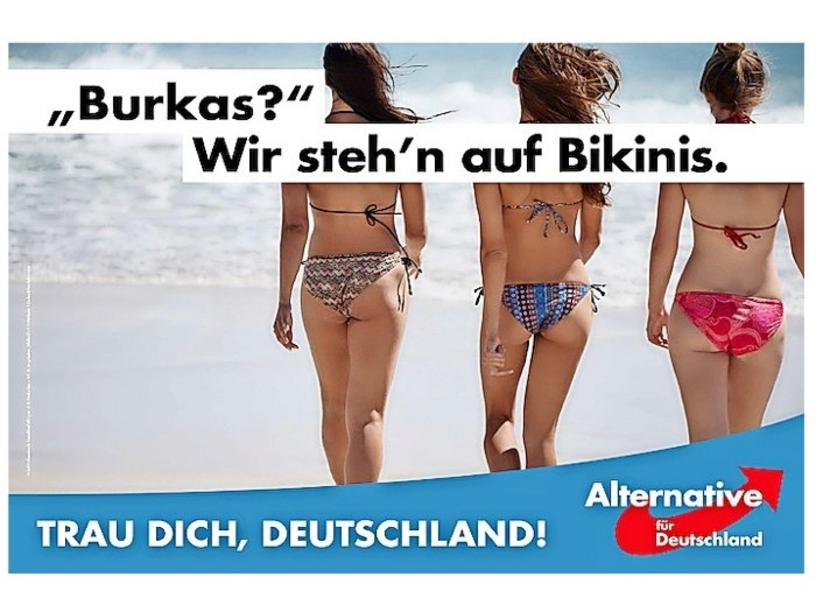 „Burkas?“
Wir steh’n auf Bikinis.
TRAU DICH, DEUTSCHLAND!
Alternative
für
Deutschland